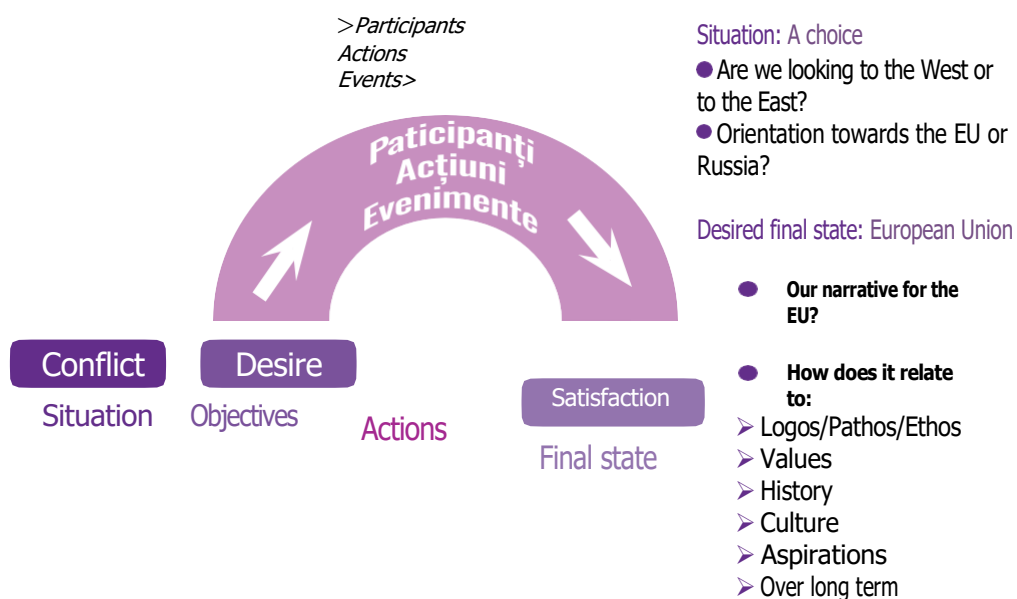 >Participants
Actions
Events>
Paticipanți
Acțiuni
Evenimente
Conflict
Desire
Satisfaction
Situation
Objectives
Actions
Final state
Situation: A choice
Are we looking to the West or
to the East?
Orientation towards the EU or
Russia?
Desired final state: European Union
Our narrative for the
EU?
How does it relate
to:
Logos/Pathos/Ethos
Values
History
Culture
Aspirations
Over long term